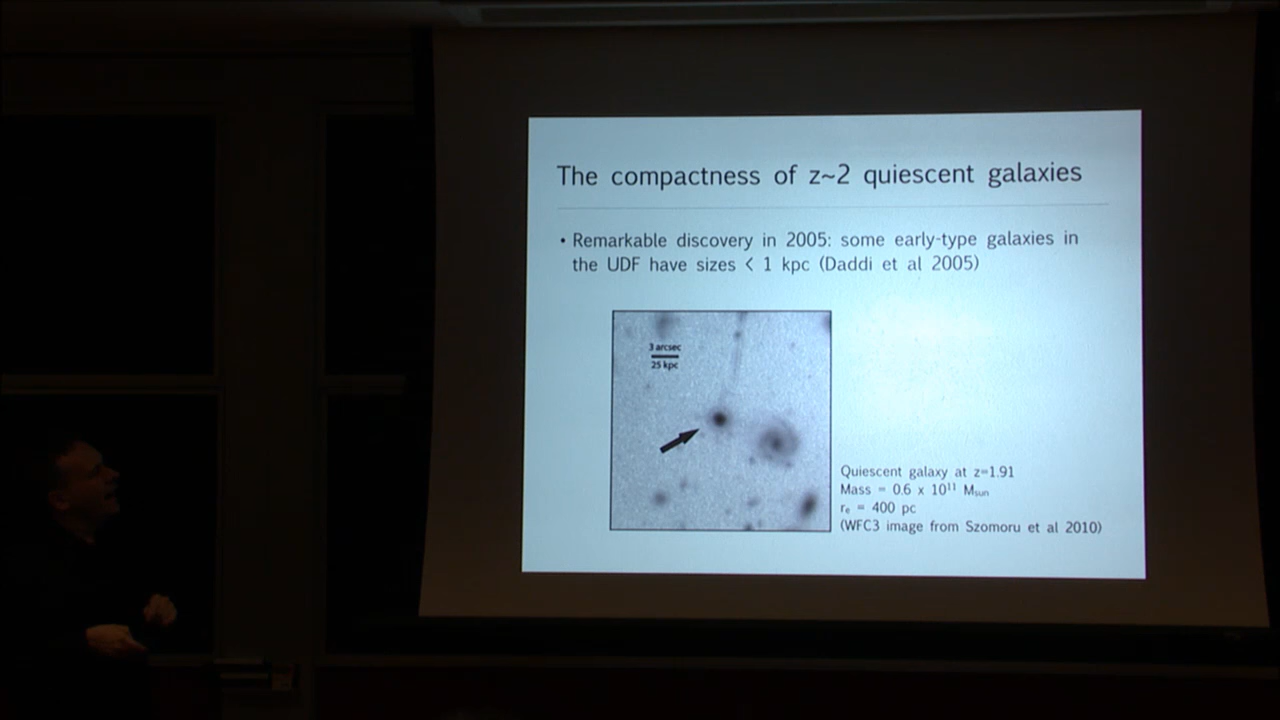 The compactness of z~2 quiescent galaxies
• Remarkable discovery in 2005: some early-type galaxies in
the UDF have sizes < 1 kpc (Daddi et al 2005)
3 arcsec
25 kpc
Quiescent galaxy at z=1.91
Mass = 0.6 x 10¹¹ Msun
rₑ = 400 pc
(WFC3 image from Szomoru et al 2010)